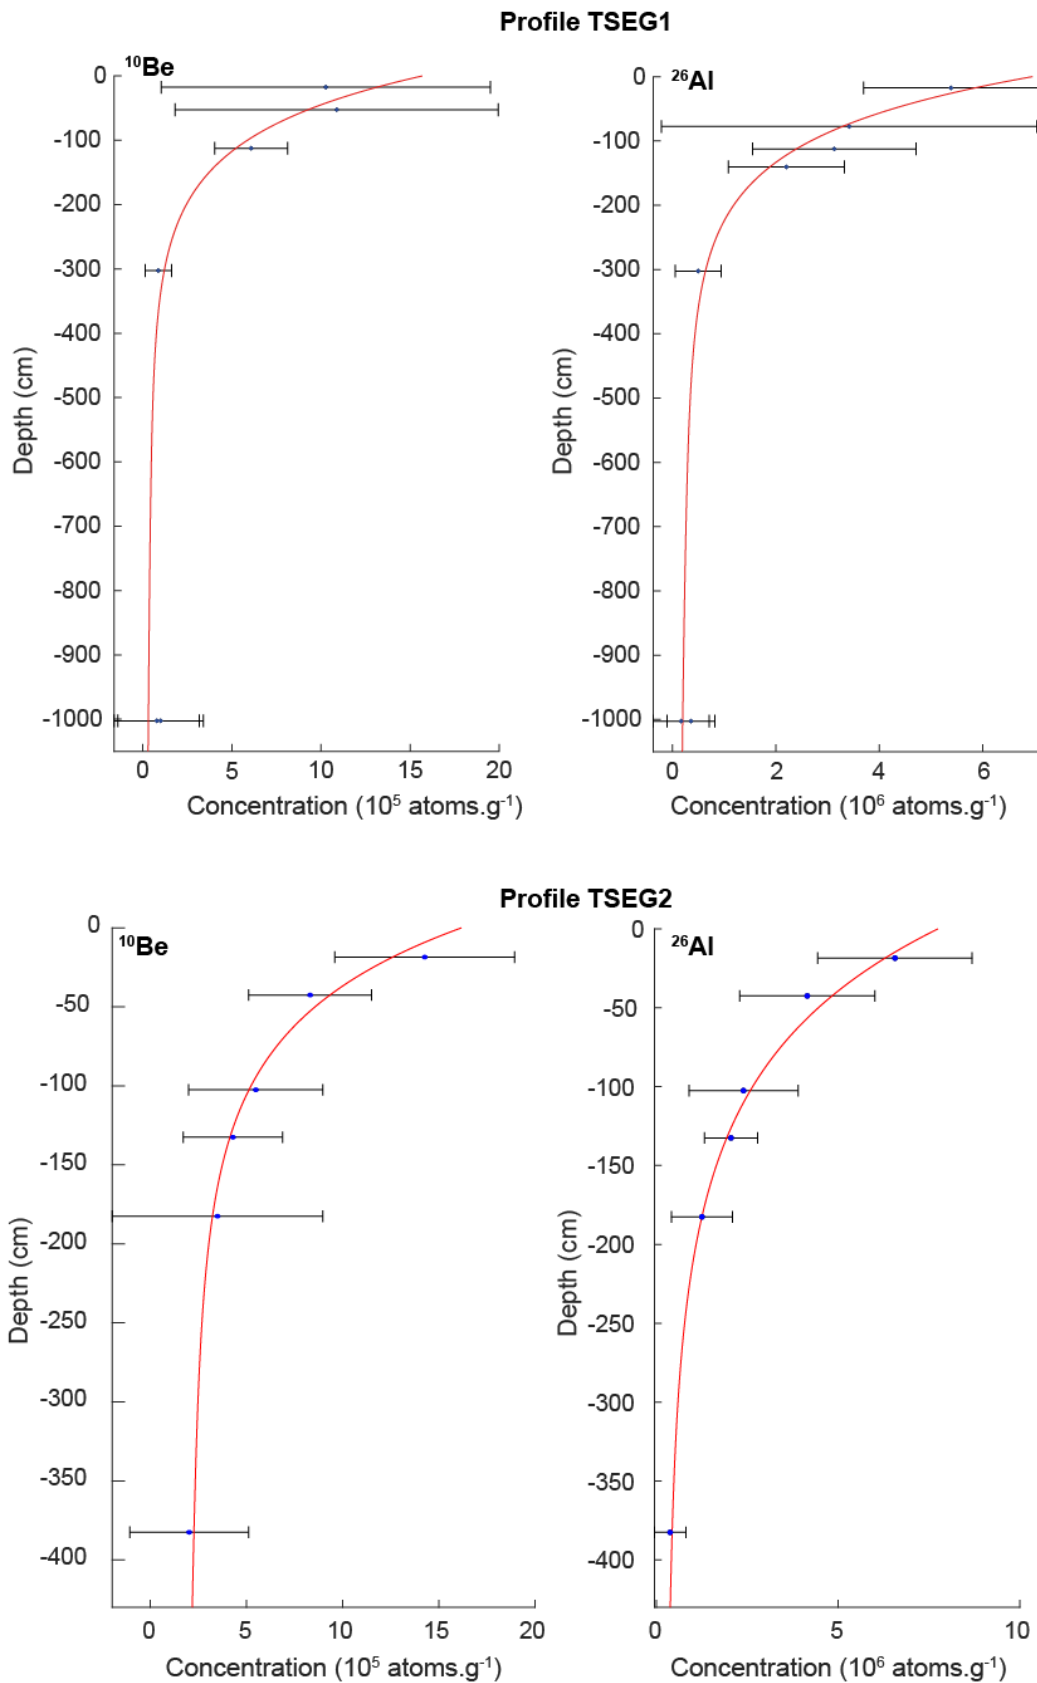 Profile TSEG1
¹⁰Be
0
-100
-200
-300
-400
-500
-600
-700
-800
-900
-1000
Depth (cm)
0 5 10 15 20
Concentration (10⁵ atoms.g⁻¹)
²⁶Al
0
-100
-200
-300
-400
-500
-600
-700
-800
-900
-1000
Depth (cm)
0 2 4 6
Concentration (10⁶ atoms.g⁻¹)
Profile TSEG2
¹⁰Be
0
-50
-100
-150
-200
-250
-300
-350
-400
Depth (cm)
0 5 10 15 20
Concentration (10⁵ atoms.g⁻¹)
²⁶Al
0
-50
-100
-150
-200
-250
-300
-350
-400
Depth (cm)
0 5 10
Concentration (10⁶ atoms.g⁻¹)